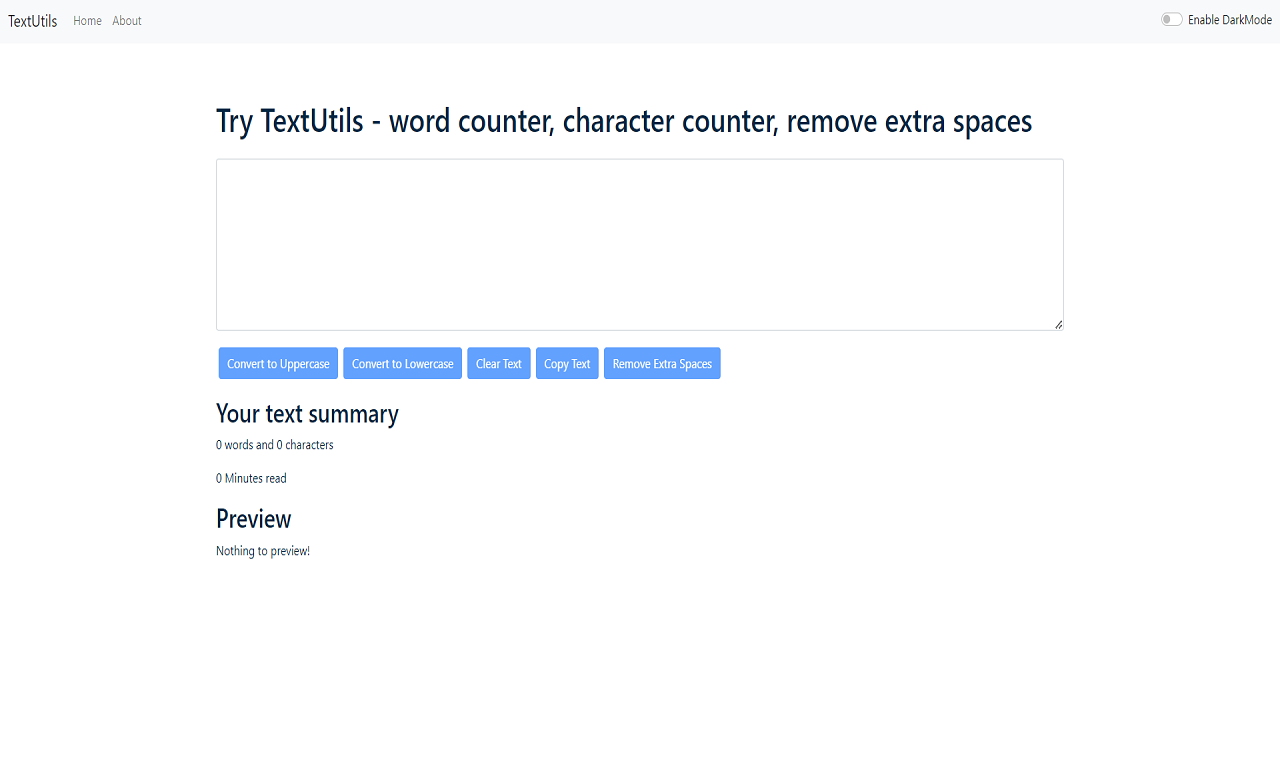 TextUtils Home About Enable DarkMode
Try TextUtils - word counter, character counter, remove extra spaces
Convert to Uppercase Convert to Lowercase Clear Text Copy Text Remove Extra Spaces
Your text summary
0 words and 0 characters
0 Minutes read
Preview
Nothing to preview!